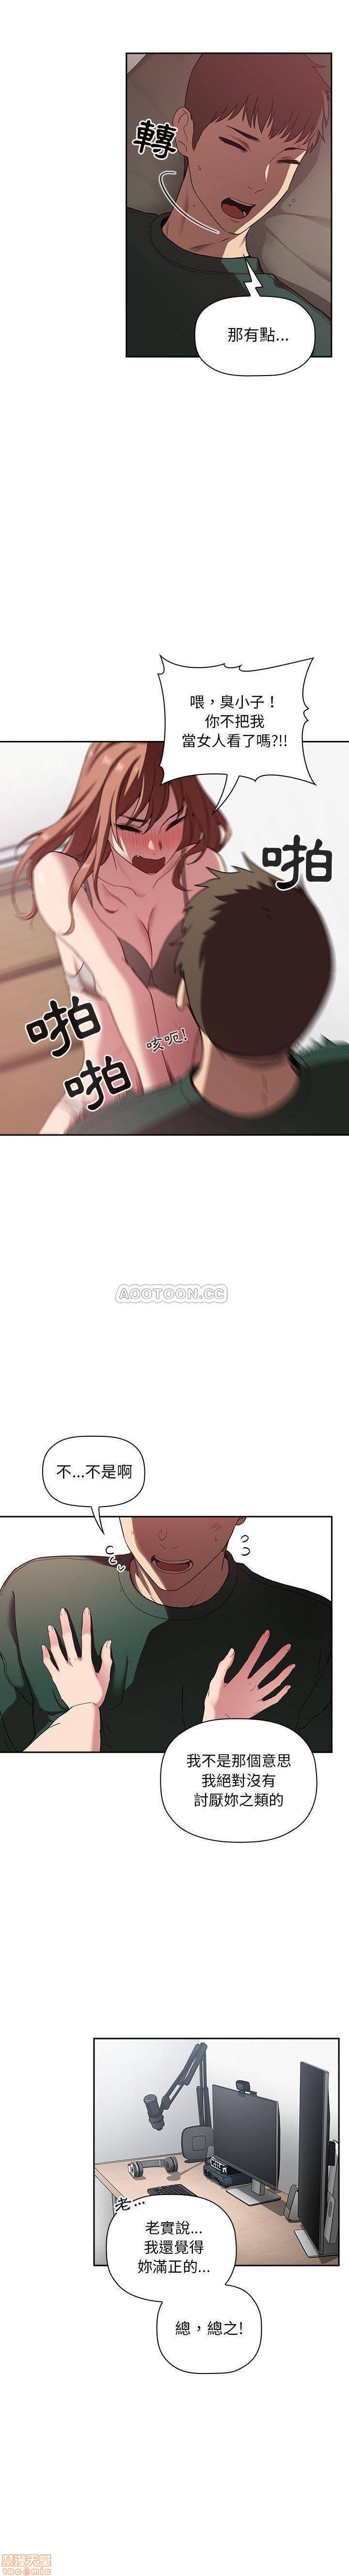 轉
那有點...
喂，臭小子！
你不把我
當女人看了嗎?!!
啪
啪
啪
咳呃!
AOOTOON.CC
不...不是啊
我不是那個意思
我絕對沒有
討厭妳之類的
老...
老實說...
我還覺得
妳滿正的...
總，總之!